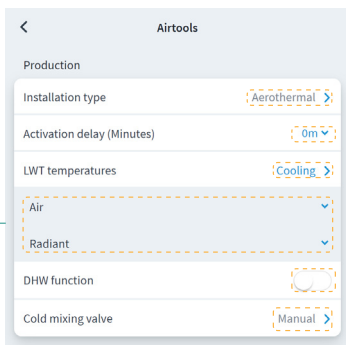 Airtools
Production
Installation type Aerothermal
Activation delay (Minutes) 0m
LWT temperatures Cooling
Air
Radiant
DHW function
Cold mixing valve Manual